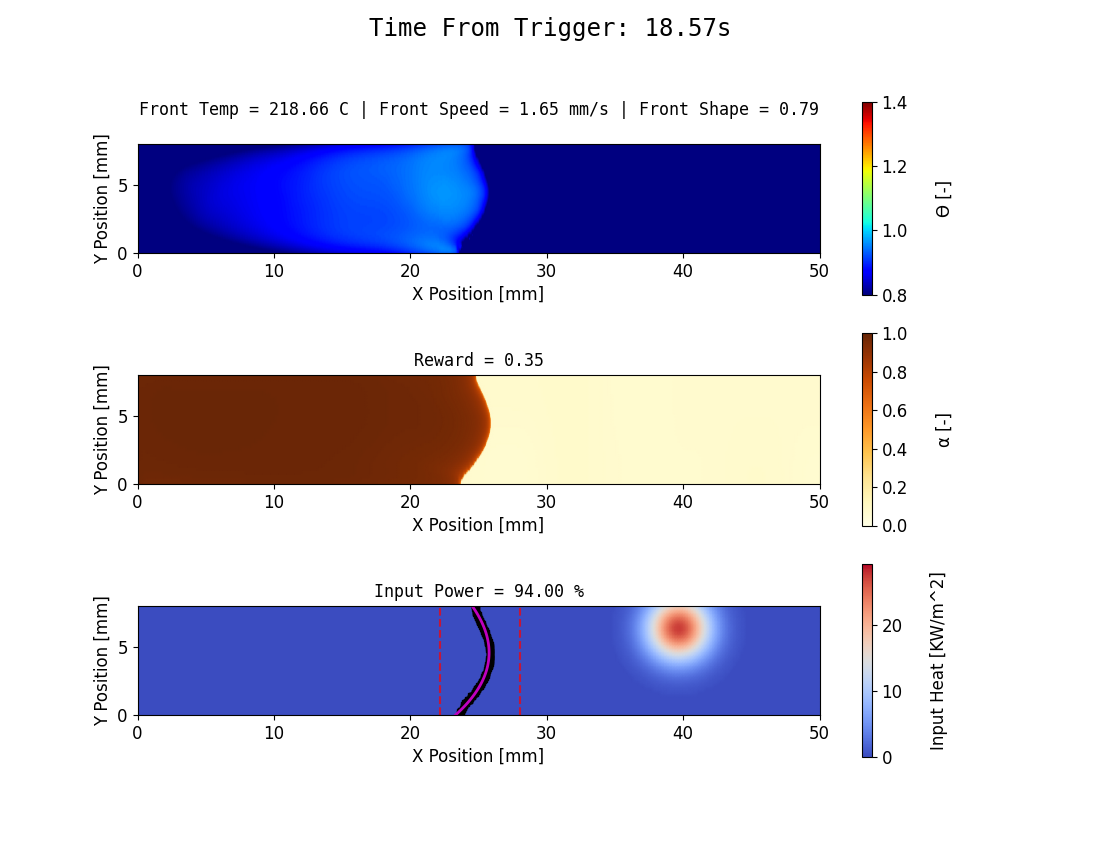 Time From Trigger: 18.57s
Front Temp = 218.66 C | Front Speed = 1.65 mm/s | Front Shape = 0.79
Y Position [mm]
5
0
0 10 20 30 40 50
X Position [mm]
1.4
1.2
1.0
0.8
Θ [-]
Reward = 0.35
Y Position [mm]
5
0
0 10 20 30 40 50
X Position [mm]
1.0
0.8
0.6
0.4
0.2
0.0
α [-]
Input Power = 94.00 %
Y Position [mm]
5
0
0 10 20 30 40 50
X Position [mm]
20
10
0
Input Heat [KW/m^2]